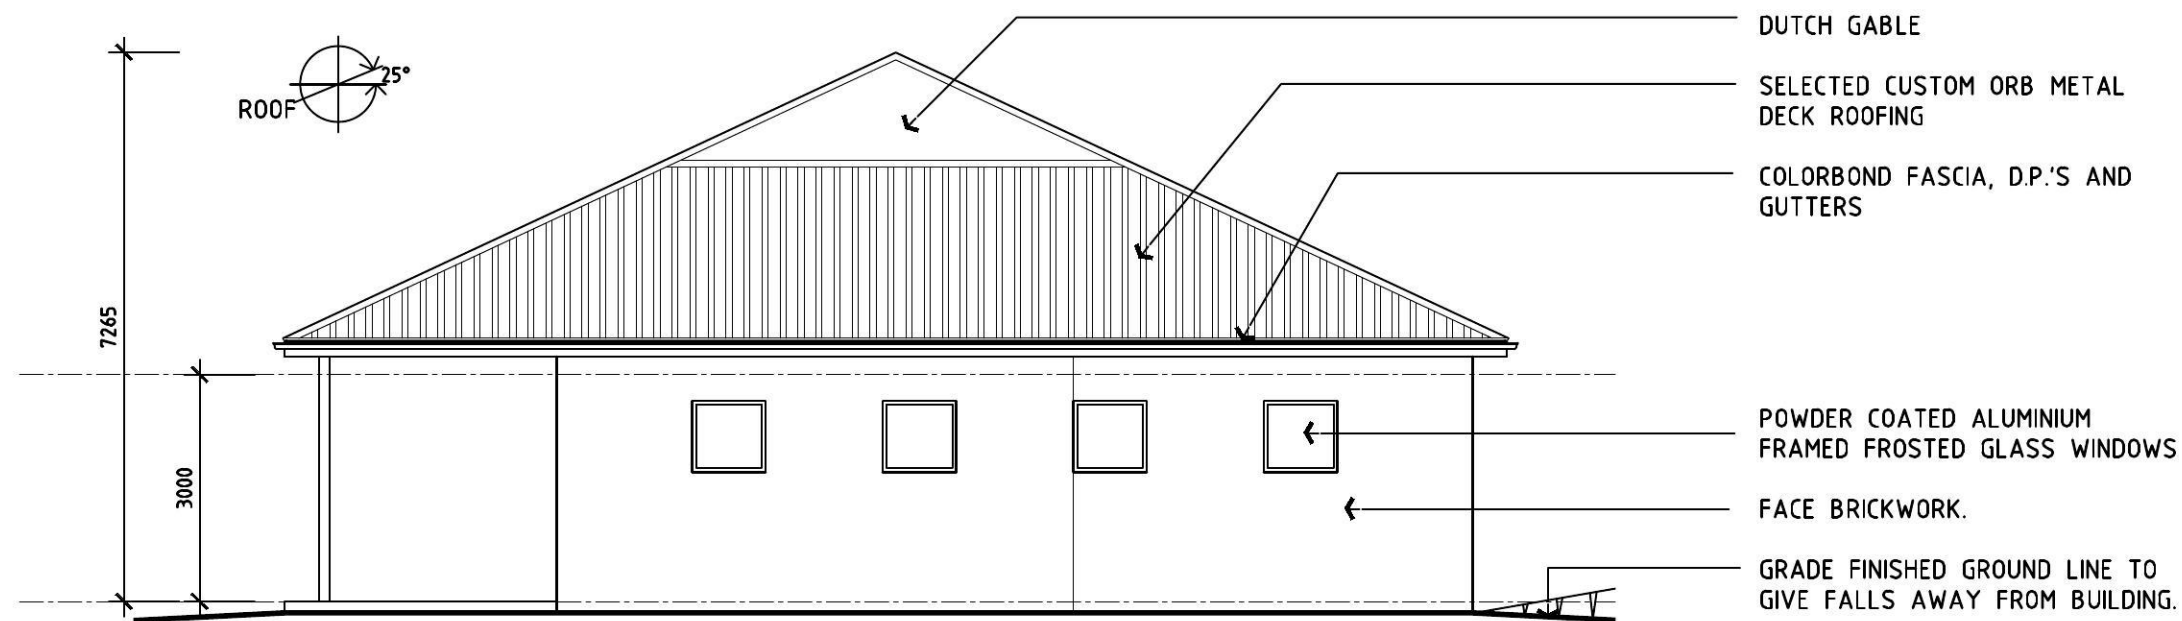 DUTCH GABLE
25°
ROOF
SELECTED CUSTOM ORB METAL
DECK ROOFING
COLORBOND FASCIA, D.P.'S AND
GUTTERS
7265
3000
POWDER COATED ALUMINIUM
FRAMED FROSTED GLASS WINDOWS
FACE BRICKWORK.
GRADE FINISHED GROUND LINE TO
GIVE FALLS AWAY FROM BUILDING.